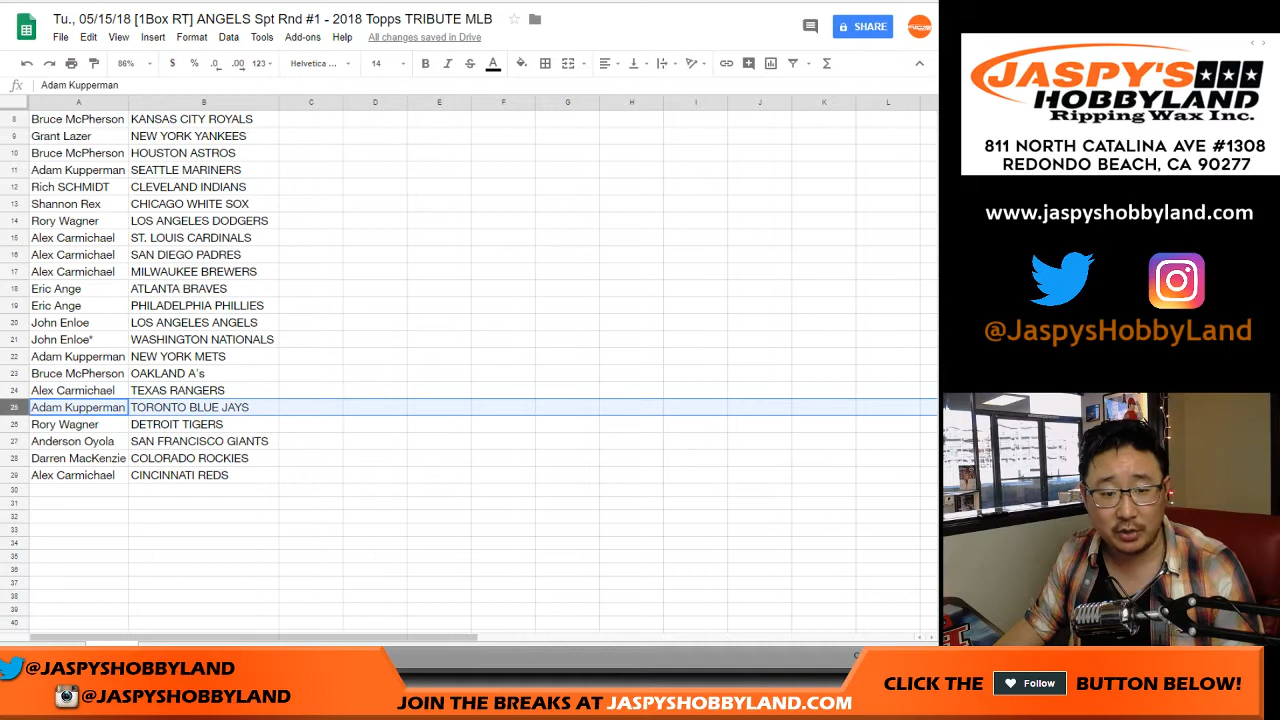 Tu., 05/15/18 [1Box RT] ANGELS Spt Rnd #1 - 2018 Topps TRIBUTE MLB
File Edit View Insert Format Data Tools Add-ons Help All changes saved in Drive
SHARE
86% $ % .0 .00 123 Helvetica ... 14 B I S A
fx Adam Kupperman
A B C D E F G H I J K L
8 Bruce McPherson KANSAS CITY ROYALS
9 Grant Lazer NEW YORK YANKEES
10 Bruce McPherson HOUSTON ASTROS
11 Adam Kupperman SEATTLE MARINERS
12 Rich SCHMIDT CLEVELAND INDIANS
13 Shannon Rex CHICAGO WHITE SOX
14 Rory Wagner LOS ANGELES DODGERS
15 Alex Carmichael ST. LOUIS CARDINALS
16 Alex Carmichael SAN DIEGO PADRES
17 Alex Carmichael MILWAUKEE BREWERS
18 Eric Ange ATLANTA BRAVES
19 Eric Ange PHILADELPHIA PHILLIES
20 John Enloe LOS ANGELES ANGELS
21 John Enloe* WASHINGTON NATIONALS
22 Adam Kupperman NEW YORK METS
23 Bruce McPherson OAKLAND A's
24 Alex Carmichael TEXAS RANGERS
25 Adam Kupperman TORONTO BLUE JAYS
26 Rory Wagner DETROIT TIGERS
27 Anderson Oyola SAN FRANCISCO GIANTS
28 Darren MacKenzie COLORADO ROCKIES
29 Alex Carmichael CINCINNATI REDS
30
31
32
33
34
35
36
37
38
39
40
JASPY'S
HOBBYLAND
Ripping Wax Inc.
811 NORTH CATALINA AVE #1308
REDONDO BEACH, CA 90277
www.jaspyshobbyland.com
@JaspysHobbyLand
@JASPYSHOBBYLAND
@JASPYSHOBBYLAND
JOIN THE BREAKS AT JASPYSHOBBYLAND.COM
CLICK THE Follow BUTTON BELOW!